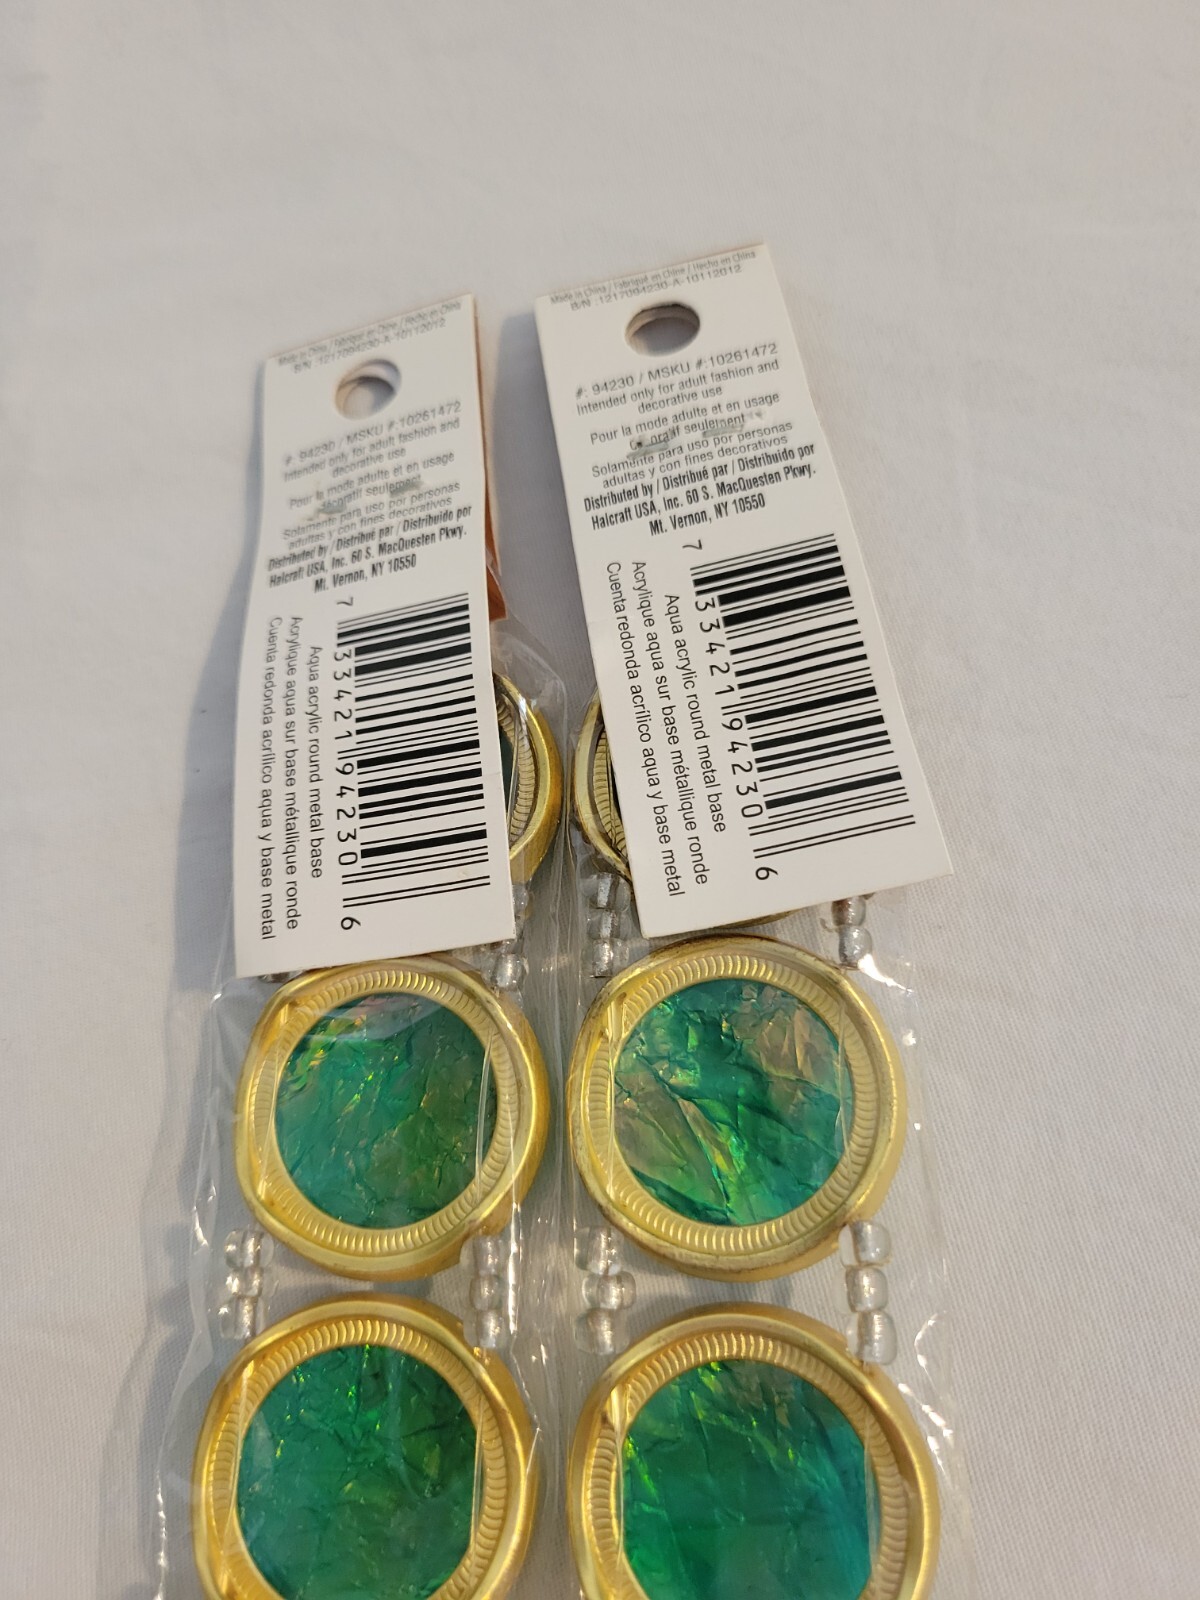 Made in China / Fabriqué en Chine / Hecho en China
B/N :1217094230-A-10112012
#: 94230 / MSKU #:10261472
Intended only for adult fashion and
decorative use
Pour la mode adulte et en usage
décoratif seulement
Solamente para uso por personas
adultas y con fines decorativos
Distributed by / Distribué par / Distribuido por
Halcraft USA, Inc. 60 S. MacQuesten Pkwy.
Mt. Vernon, NY 10550
7 33421 94230 6
Aqua acrylic round metal base
Acrylique aqua sur base métallique ronde
Cuenta redonda acrílico aqua y base metal
Made in China / Fabriqué en Chine / Hecho en China
B/N :1217094230-A-10112012
#: 94230 / MSKU #:10261472
Intended only for adult fashion and
decorative use
Pour la mode adulte et en usage
décoratif seulement
Solamente para uso por personas
adultas y con fines decorativos
Distributed by / Distribué par / Distribuido por
Halcraft USA, Inc. 60 S. MacQuesten Pkwy.
Mt. Vernon, NY 10550
7 33421 94230 6
Aqua acrylic round metal base
Acrylique aqua sur base métallique ronde
Cuenta redonda acrílico aqua y base metal